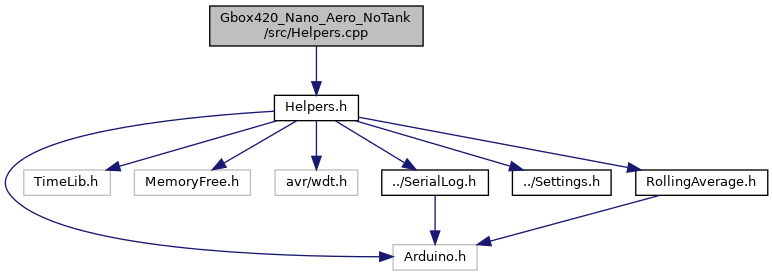 Gbox420_Nano_Aero_NoTank
/src/Helpers.cpp
Helpers.h
TimeLib.h
MemoryFree.h
avr/wdt.h
../SerialLog.h
../Settings.h
RollingAverage.h
Arduino.h